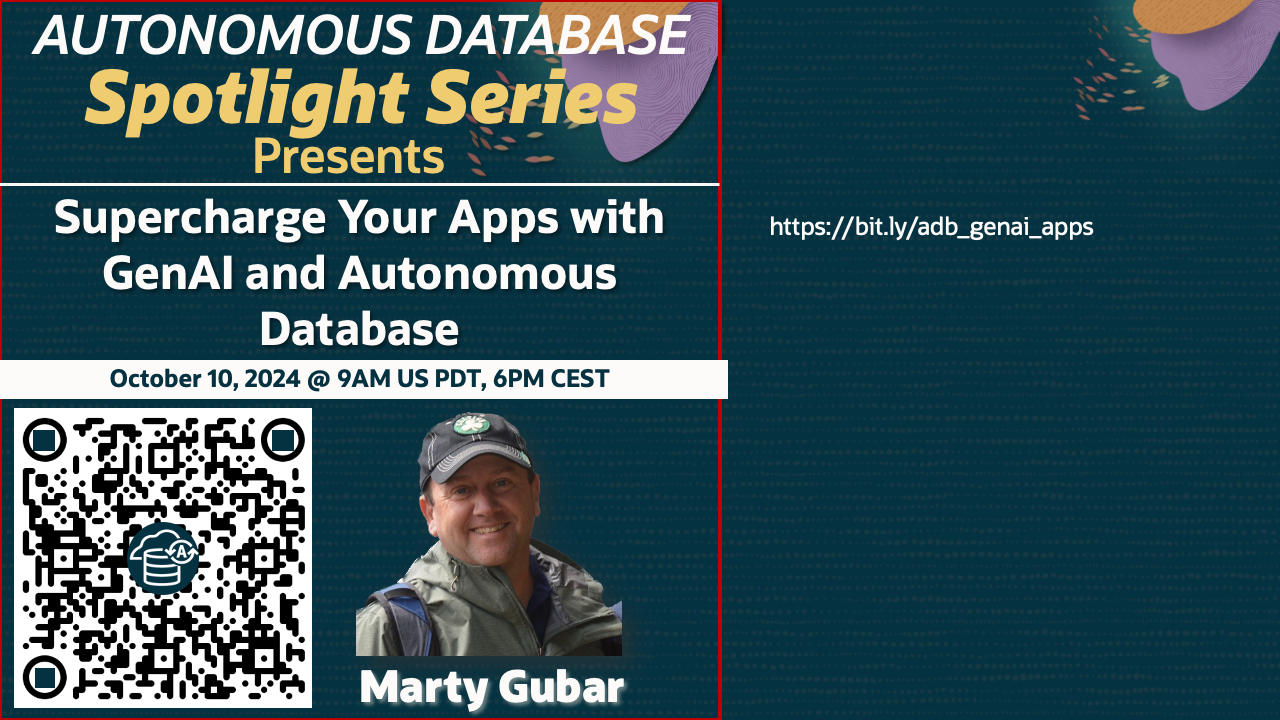 AUTONOMOUS DATABASE
Spotlight Series
Presents
Supercharge Your Apps with
GenAI and Autonomous
Database
October 10, 2024 @ 9AM US PDT, 6PM CEST
https://bit.ly/adb_genai_apps
A
Marty Gubar